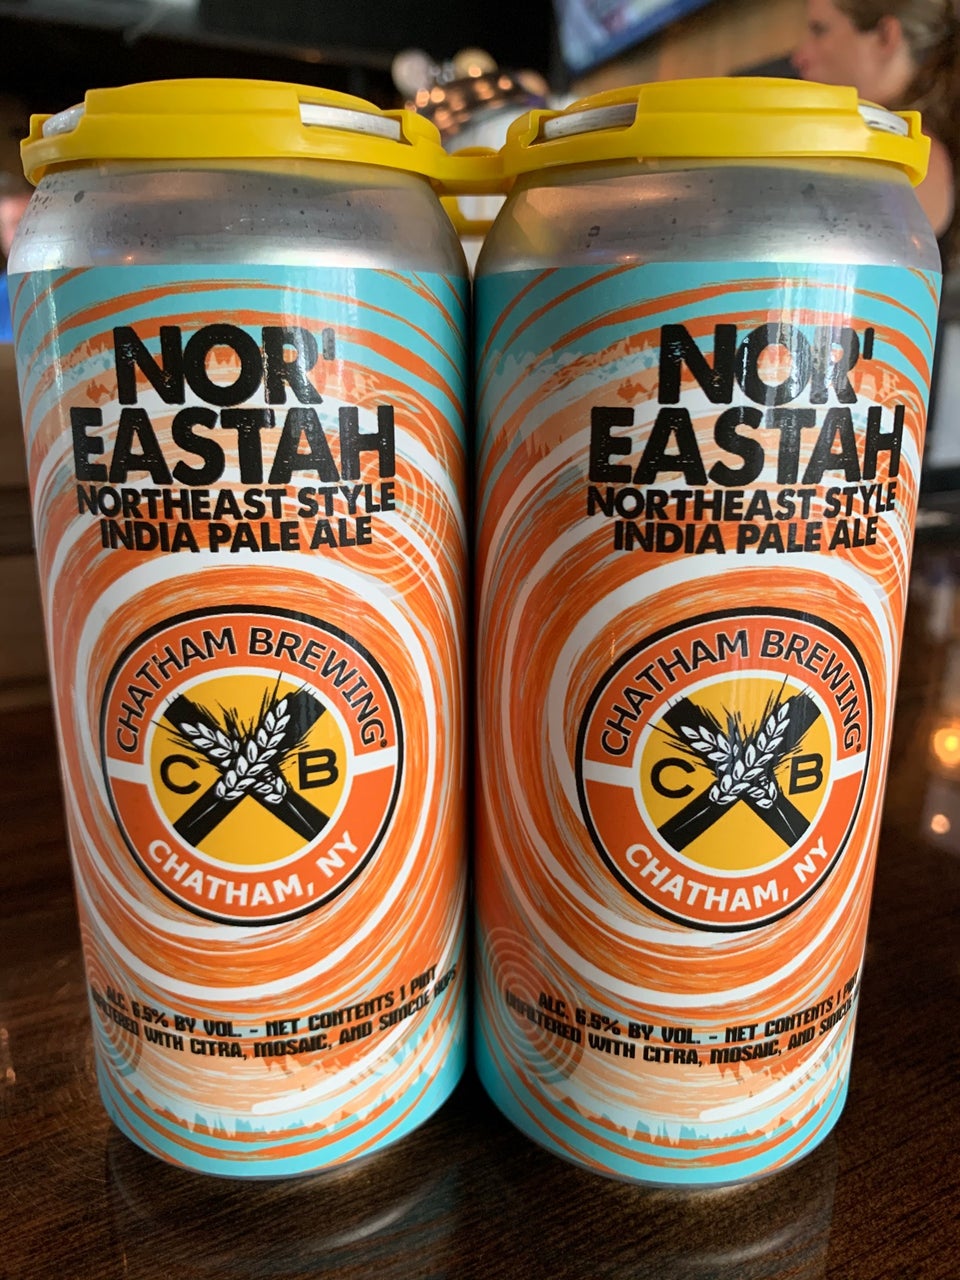 NOR'
EASTAH
NORTHEAST STYLE
INDIA PALE ALE
CHATHAM BREWING®
C B
CHATHAM, NY
ALC. 6.5% BY VOL. - NET CONTENTS 1 PINT
UNFILTERED WITH CITRA, MOSAIC, AND SIMCOE HOPS
NOR'
EASTAH
NORTHEAST STYLE
INDIA PALE ALE
CHATHAM BREWING®
C B
CHATHAM, NY
ALC. 6.5% BY VOL. - NET CONTENTS 1 PINT
UNFILTERED WITH CITRA, MOSAIC, AND SIMCOE